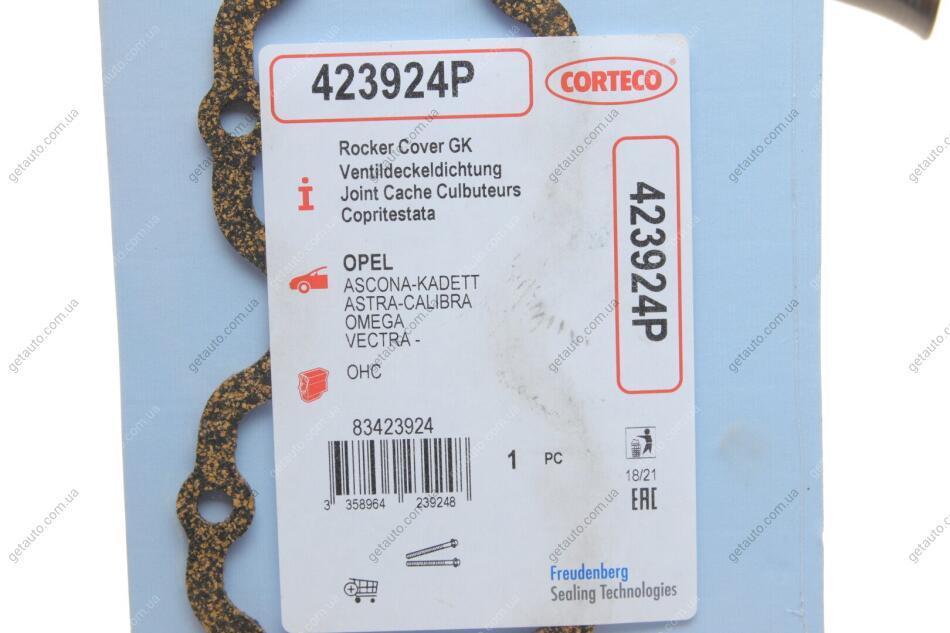 423924P
CORTECO®
Rocker Cover GK
Ventildeckeldichtung
Joint Cache Culbuteurs
Copritestata
i
423924P
OPEL
ASCONA-KADETT
ASTRA-CALIBRA
OMEGA
VECTRA -
OHC
83423924
3 358964 239248
1 PC
18/21
EAC
Freudenberg
Sealing Technologies
getauto.com.ua